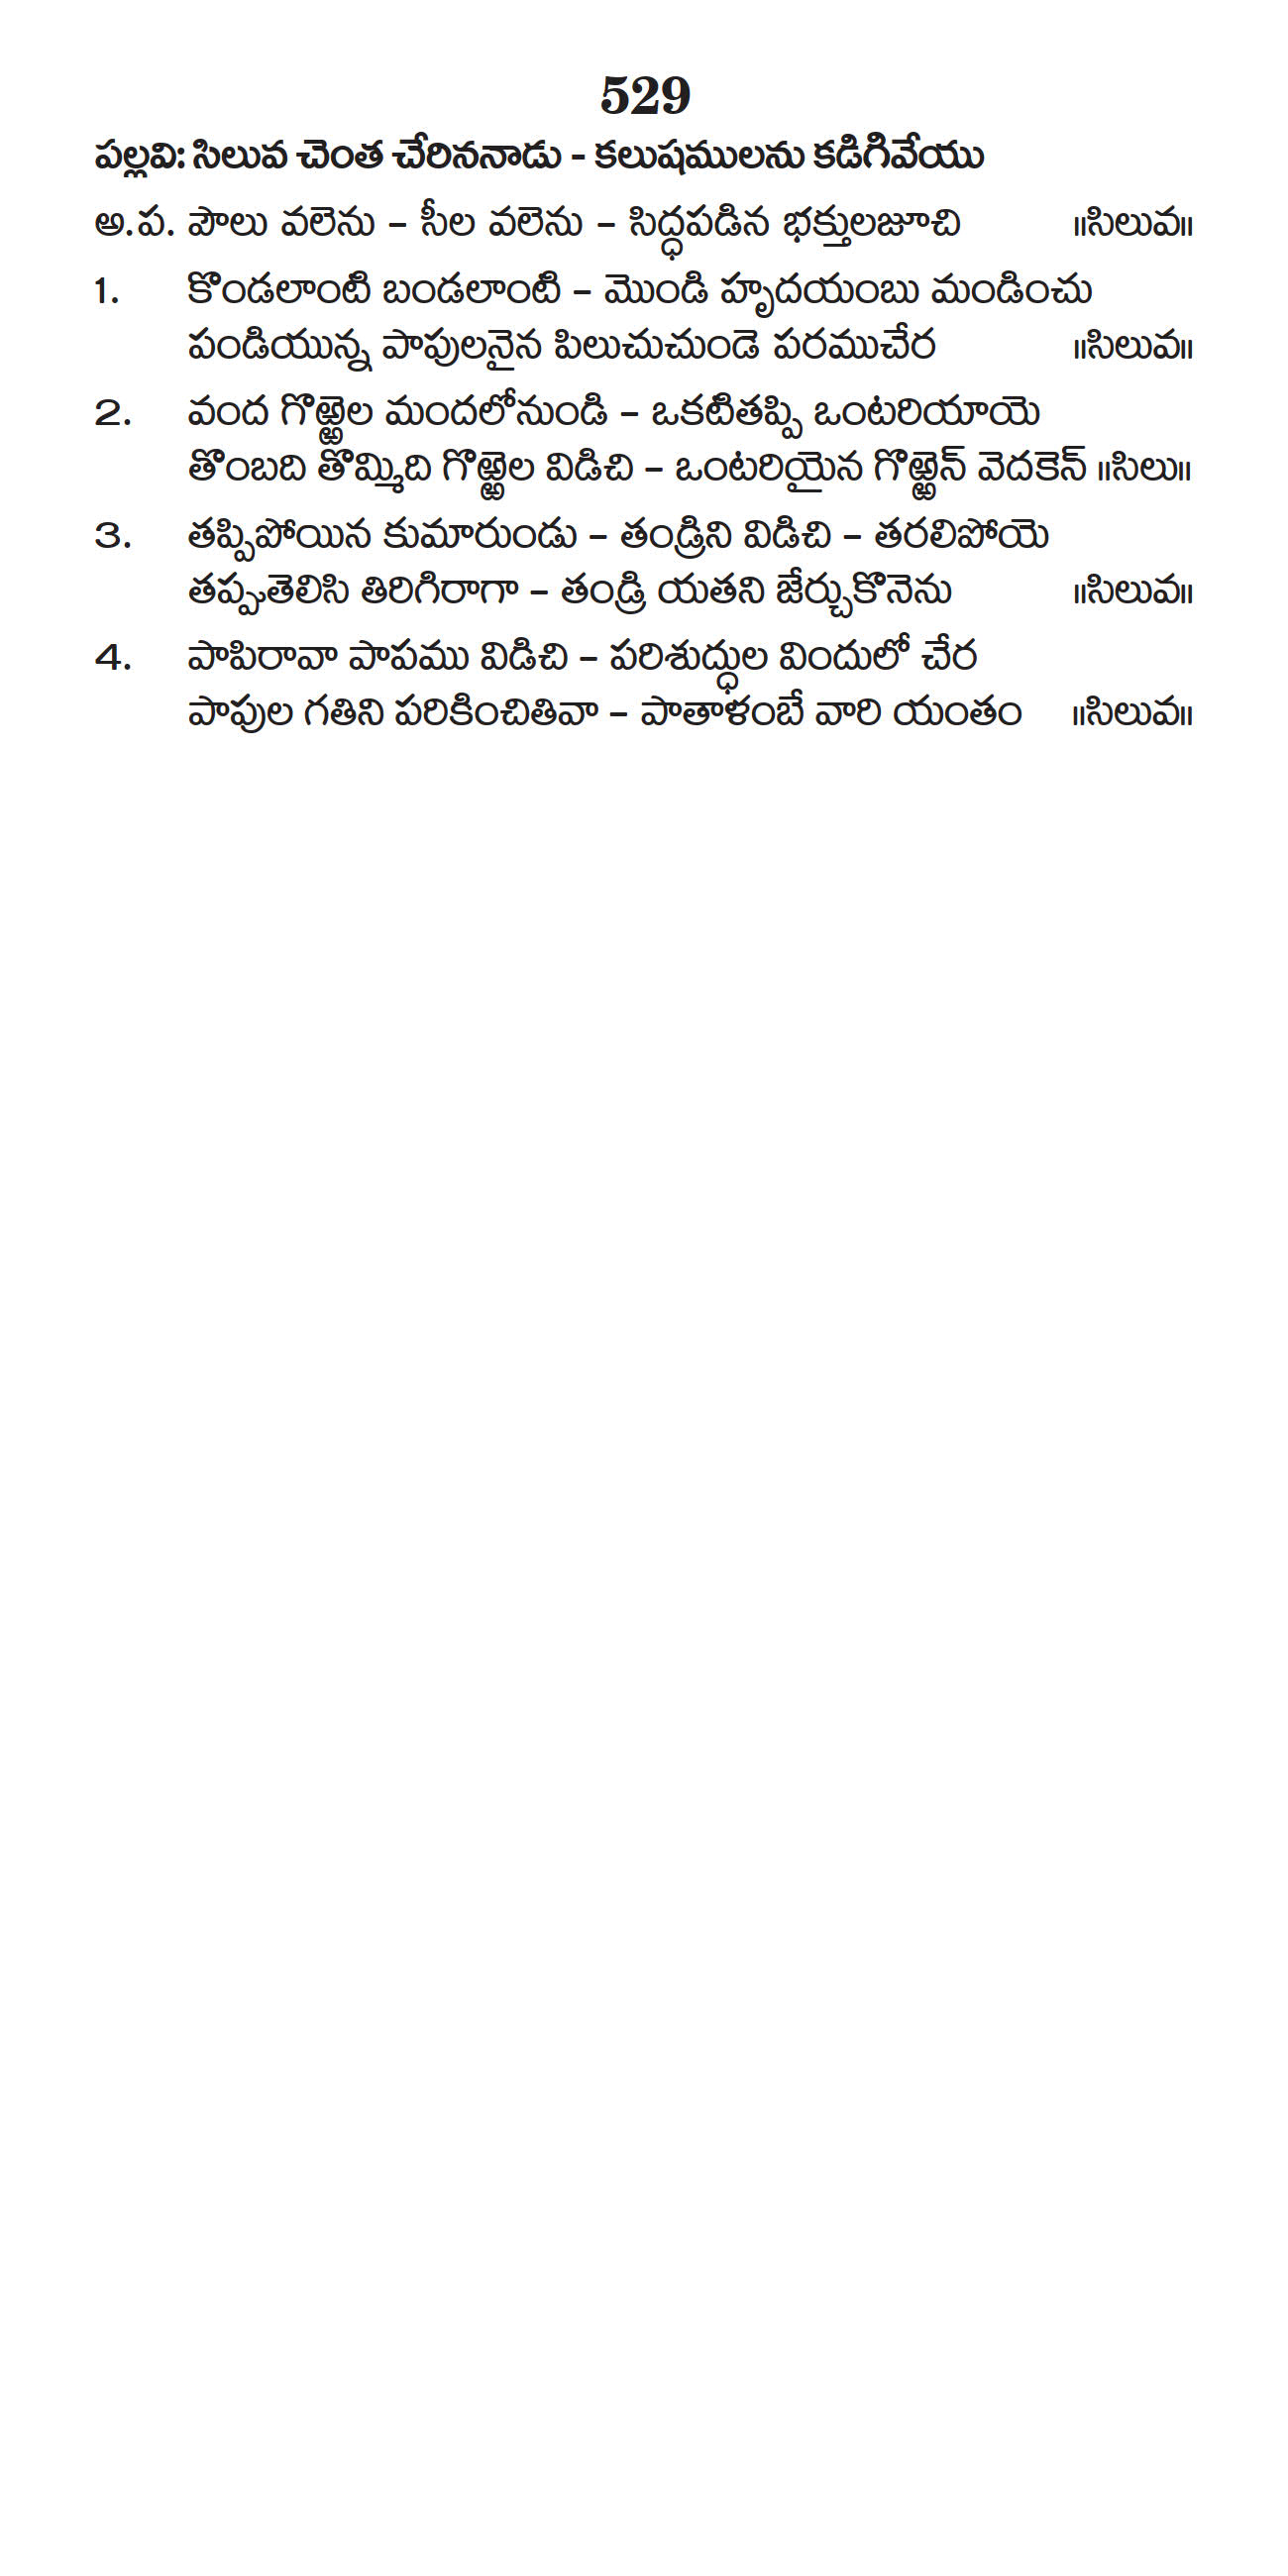 529
పల్లవి: సిలువ చెంత చేరిననాడు - కలుషములను కడిగివేయు
అ.ప. పౌలు వలెను – సీల వలెను – సిద్ధపడిన భక్తులజూచి ॥సిలువ॥
1. కొండలాంటి బండలాంటి – మొండి హృదయంబు మండించు
పండియున్న పాపులనైన పిలుచుచుండె పరముచేర ॥సిలువ॥
2. వంద గొఱ్ఱెల మందలోనుండి – ఒకటితప్పి ఒంటరియాయె
తొంబది తొమ్మిది గొఱ్ఱెల విడిచి – ఒంటరియైన గొఱ్ఱెన్ వెదకెన్ ॥సిలు॥
3. తప్పిపోయిన కుమారుండు – తండ్రిని విడిచి – తరలిపోయె
తప్పుతెలిసి తిరిగిరాగా – తండ్రి యతని జేర్చుకొనెను ॥సిలువ॥
4. పాపిరావా పాపము విడిచి – పరిశుద్ధుల విందులో చేర
పాపుల గతిని పరికించితివా – పాతాళంబే వారి యంతం ॥సిలువ॥